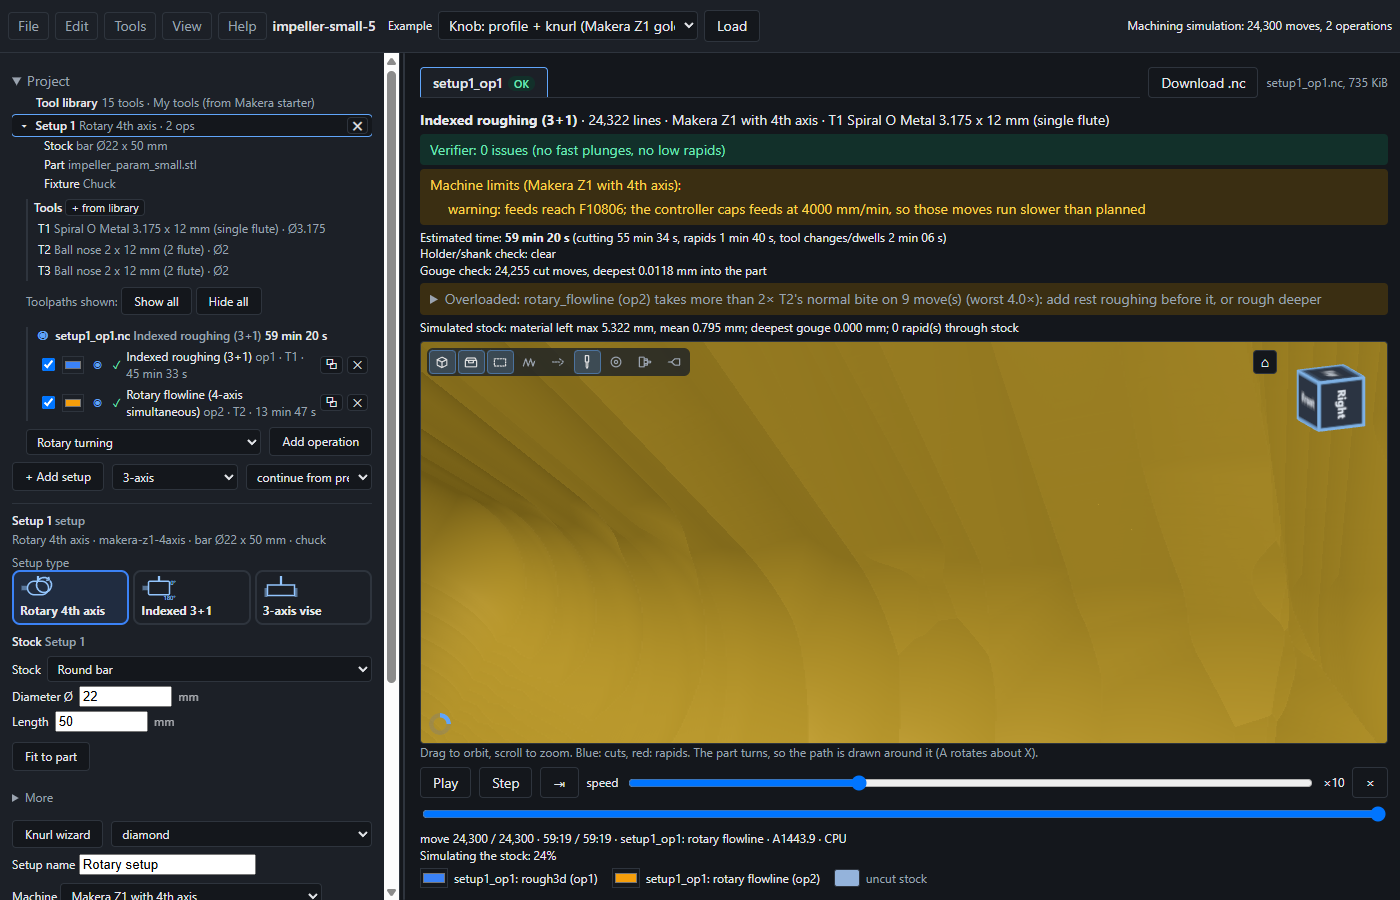 File Edit Tools View Help impeller-small-5 Example Knob: profile + knurl (Makera Z1 gol Load Machining simulation: 24,300 moves, 2 operations
Project
Tool library 15 tools · My tools (from Makera starter)
Setup 1 Rotary 4th axis · 2 ops
Stock bar Ø22 x 50 mm
Part impeller_param_small.stl
Fixture Chuck
Tools + from library
T1 Spiral O Metal 3.175 x 12 mm (single flute) · Ø3.175
T2 Ball nose 2 x 12 mm (2 flute) · Ø2
T3 Ball nose 2 x 12 mm (2 flute) · Ø2
Toolpaths shown: Show all Hide all
setup1_op1.nc Indexed roughing (3+1) 59 min 20 s
Indexed roughing (3+1) op1 · T1 ·
45 min 33 s
Rotary flowline (4-axis
simultaneous) op2 · T2 · 13 min 47 s
Rotary turning Add operation
+ Add setup 3-axis continue from pre
Setup 1 setup
Rotary 4th axis · makera-z1-4axis · bar Ø22 x 50 mm · chuck
Setup type
Rotary 4th axis Indexed 3+1 3-axis vise
Stock Setup 1
Stock Round bar
Diameter Ø 22 mm
Length 50 mm
Fit to part
More
Knurl wizard diamond
Setup name Rotary setup
Machine Makera Z1 with 4th axis
setup1_op1 OK Download .nc setup1_op1.nc, 735 KiB
Indexed roughing (3+1) · 24,322 lines · Makera Z1 with 4th axis · T1 Spiral O Metal 3.175 x 12 mm (single flute)
Verifier: 0 issues (no fast plunges, no low rapids)
Machine limits (Makera Z1 with 4th axis):
warning: feeds reach F10806; the controller caps feeds at 4000 mm/min, so those moves run slower than planned
Estimated time: 59 min 20 s (cutting 55 min 34 s, rapids 1 min 40 s, tool changes/dwells 2 min 06 s)
Holder/shank check: clear
Gouge check: 24,255 cut moves, deepest 0.0118 mm into the part
Overloaded: rotary_flowline (op2) takes more than 2× T2's normal bite on 9 move(s) (worst 4.0×): add rest roughing before it, or rough deeper
Simulated stock: material left max 5.322 mm, mean 0.795 mm; deepest gouge 0.000 mm; 0 rapid(s) through stock
Right
Drag to orbit, scroll to zoom. Blue: cuts, red: rapids. The part turns, so the path is drawn around it (A rotates about X).
Play Step ⇥ speed ×10 ×
move 24,300 / 24,300 · 59:19 / 59:19 · setup1_op1: rotary flowline · A1443.9 · CPU
Simulating the stock: 24%
setup1_op1: rough3d (op1) setup1_op1: rotary flowline (op2) uncut stock